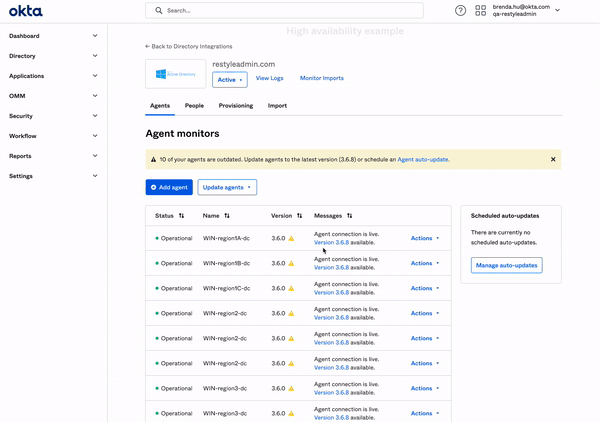 okta
Search...
brenda.hu@okta.com
qa-restyleadmin
High availability example
Dashboard
Directory
Applications
OMM
Security
Workflow
Reports
Settings
← Back to Directory Integrations
Active Directory
restyleadmin.com
Active
View Logs
Monitor Imports
Agents
People
Provisioning
Import
Agent monitors
10 of your agents are outdated. Update agents to the latest version (3.6.8) or schedule an Agent auto-update.
Add agent
Update agents
Status
Name
Version
Messages
Operational WIN-region1A-dc 3.6.0 Agent connection is live. Actions
Version 3.6.8 available.
Operational WIN-region1B-dc 3.6.0 Agent connection is live. Actions
Version 3.6.8 available.
Operational WIN-region1C-dc 3.6.0 Agent connection is live. Actions
Version 3.6.8 available.
Operational WIN-region2-dc 3.6.0 Agent connection is live. Actions
Version 3.6.8 available.
Operational WIN-region2-dc 3.6.0 Agent connection is live. Actions
Version 3.6.8 available.
Operational WIN-region2-dc 3.6.0 Agent connection is live. Actions
Version 3.6.8 available.
Operational WIN-region3-dc 3.6.0 Agent connection is live. Actions
Version 3.6.8 available.
Operational WIN-region3-dc 3.6.0 Agent connection is live. Actions
Version 3.6.8 available.
Scheduled auto-updates
There are currently no
scheduled auto-updates.
Manage auto-updates